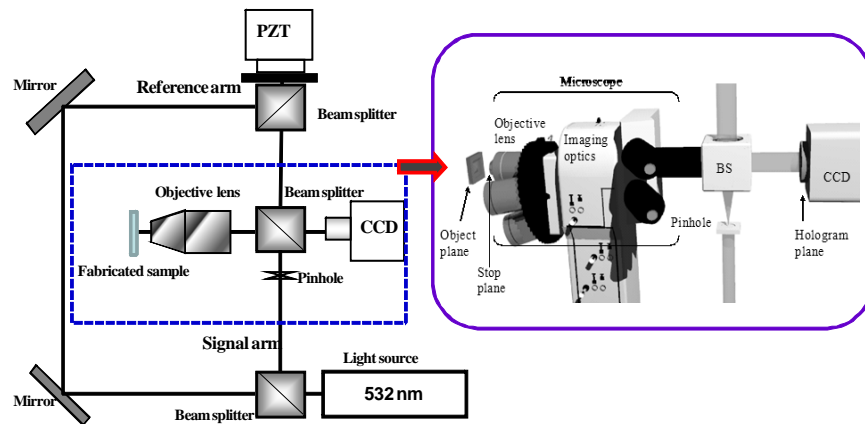 PZT
Mirror
Reference arm
Beam splitter
Objective lens
Beam splitter
CCD
Fabricated sample
Pinhole
Signal arm
Light source
532 nm
Mirror
Beam splitter
Microscope
Objective
lens
Imaging
optics
BS
CCD
Pinhole
Object
plane
Stop
plane
Hologram
plane